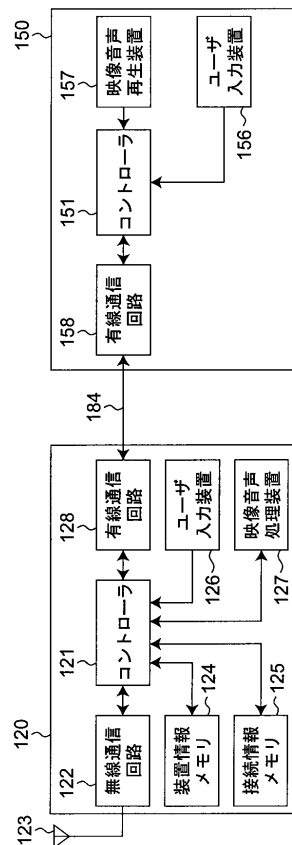 150
映像音声
再生装置
157
ユーザ
入力装置
156
コントローラ
151
有線通信
回路
158
184
120
有線通信
回路
128
ユーザ
入力装置
126
映像音声
処理装置
127
コントローラ
121
無線通信
回路
122
123
装置情報
メモリ
124
接続情報
メモリ
125